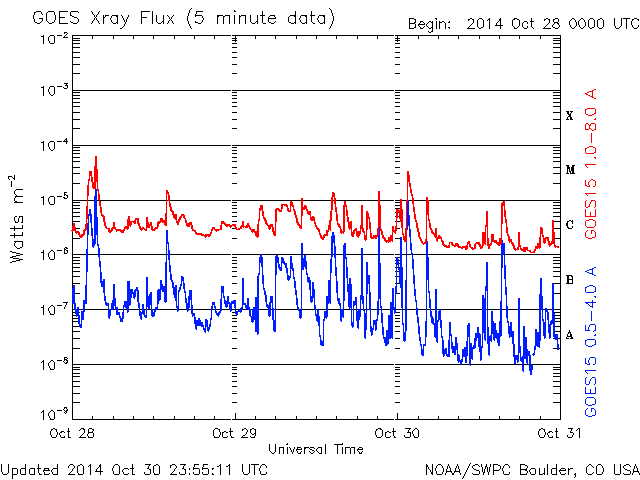 GOES Xray Flux (5 minute data)
Begin: 2014 Oct 28 0000 UTC
10-2
10-3
10-4
10-5
10-6
10-7
10-8
10-9
Watts m-2
X
M
C
B
A
GOES15 1.0-8.0 A
GOES15 0.5-4.0 A
Oct 28
Oct 29
Oct 30
Oct 31
Universal Time
Updated 2014 Oct 30 23:55:11 UTC
NOAA/SWPC Boulder, CO USA